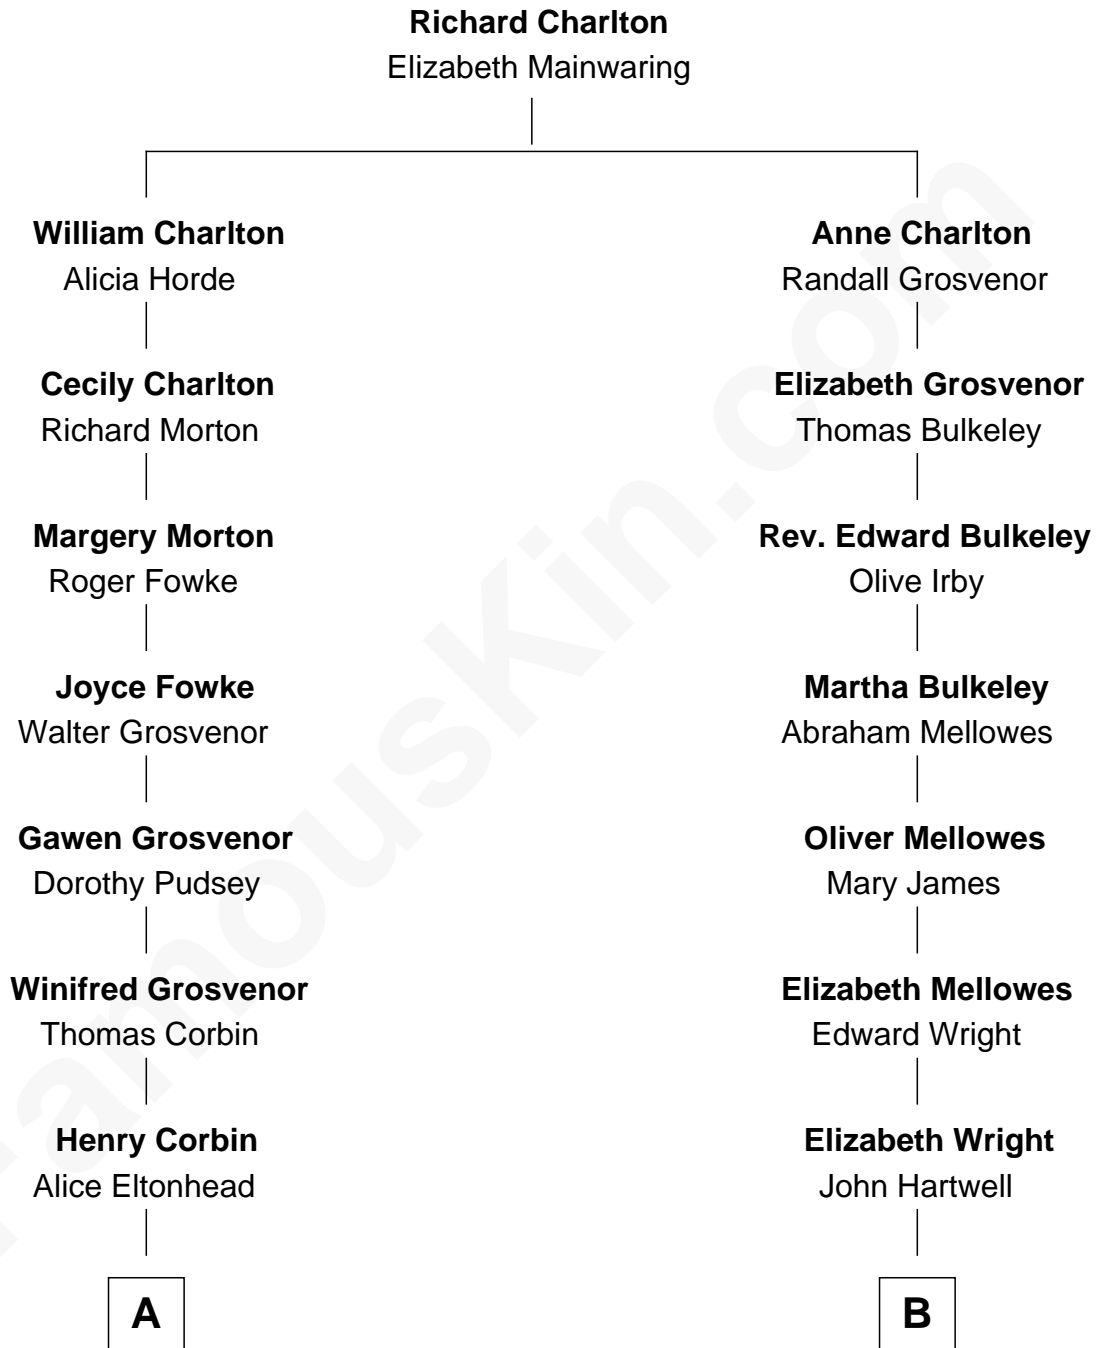 Richard Charlton
Elizabeth Mainwaring
William Charlton
Alicia Horde
Anne Charlton
Randall Grosvenor
Cecily Charlton
Richard Morton
Elizabeth Grosvenor
Thomas Bulkeley
Margery Morton
Roger Fowke
Rev. Edward Bulkeley
Olive Irby
Joyce Fowke
Walter Grosvenor
Martha Bulkeley
Abraham Mellowes
Gawen Grosvenor
Dorothy Pudsey
Oliver Mellowes
Mary James
Winifred Grosvenor
Thomas Corbin
Elizabeth Mellowes
Edward Wright
Henry Corbin
Alice Eltonhead
Elizabeth Wright
John Hartwell
A
B
FamousKin.com